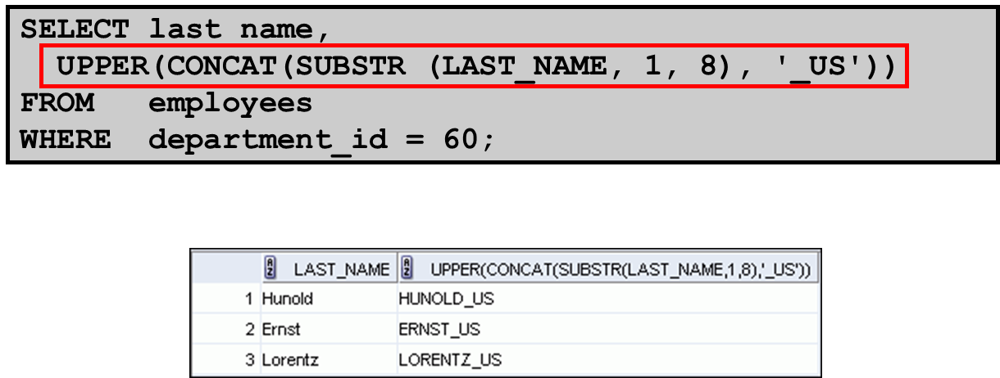 SELECT last name,
UPPER(CONCAT(SUBSTR (LAST_NAME, 1, 8), '_US'))
FROM employees
WHERE department_id = 60;
LAST_NAME UPPER(CONCAT(SUBSTR(LAST_NAME,1,8),'_US'))
1 Hunold HUNOLD_US
2 Ernst ERNST_US
3 Lorentz LORENTZ_US